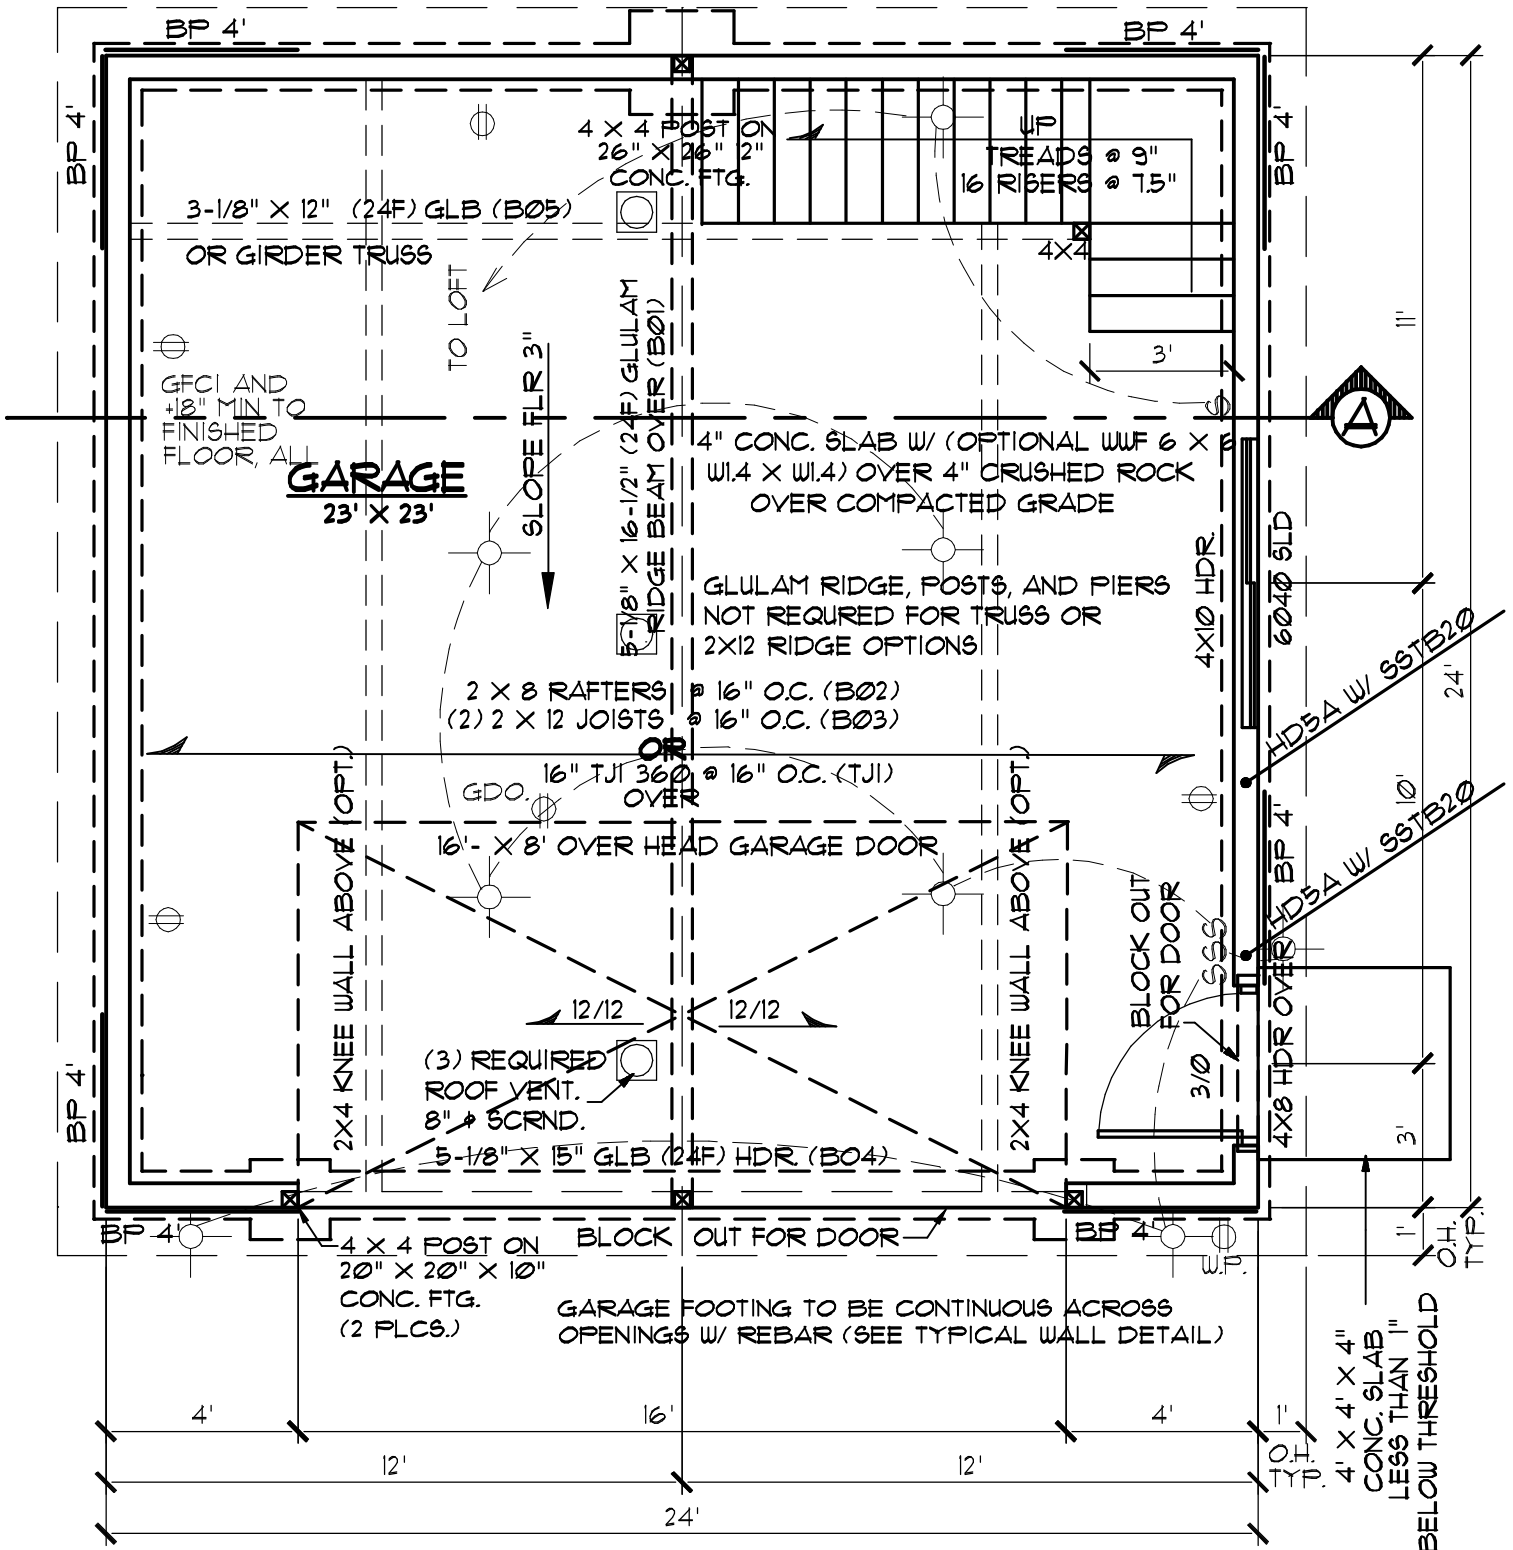 BP 4'
BP 4'
BP 4'
BP 4'
4 X 4 POST ON
26" X 26" 12"
CONC. FTG.
UP
TREADS @ 9"
16 RISERS @ 7.5"
3-1/8" X 12" (24F) GLB (BØ5)
OR GIRDER TRUSS
4X4
TO LOFT
SLOPE FLR 3"
5-1/8" X 16-1/2" (24F) GLULAM
RIDGE BEAM OVER (BØ1)
3'
11'
GFCI AND
+18" MIN TO
FINISHED
FLOOR, ALL
GARAGE
23' X 23'
S
A
4" CONC. SLAB W/ (OPTIONAL WWF 6 X 6
W1.4 X W1.4) OVER 4" CRUSHED ROCK
OVER COMPACTED GRADE
4X10 HDR.
6040 SLD
GLULAM RIDGE, POSTS, AND PIERS
NOT REQURED FOR TRUSS OR
2X12 RIDGE OPTIONS
HD5A W/ SSTB20
24'
2 X 8 RAFTERS @ 16" O.C. (BØ2)
(2) 2 X 12 JOISTS @ 16" O.C. (BØ3)
OR
16" TJI 360 @ 16" O.C. (TJI)
OVER
GDO.
10'
BP 4'
HD5A W/ SSTB20
16'- X 8' OVER HEAD GARAGE DOOR
2X4 KNEE WALL ABOVE (OPT.)
2X4 KNEE WALL ABOVE (OPT.)
BLOCK OUT
FOR DOOR
SSS
12/12
12/12
3/0
4X8 HDR OVER
(3) REQUIRED
ROOF VENT.
8" ϕ SCRND.
BP 4'
3'
5-1/8" X 15" GLB (24F) HDR. (BO4)
BP 4'
4 X 4 POST ON
20" X 20" X 10"
CONC. FTG.
(2 PLCS.)
BLOCK OUT FOR DOOR
BP 4'
W.P.
1'
O.H.
TYP.
GARAGE FOOTING TO BE CONTINUOUS ACROSS
OPENINGS W/ REBAR (SEE TYPICAL WALL DETAIL)
4' X 4' X 4"
CONC. SLAB
LESS THAN 1"
BELOW THRESHOLD
4'
16'
4'
1'
O.H.
TYP.
12'
12'
24'